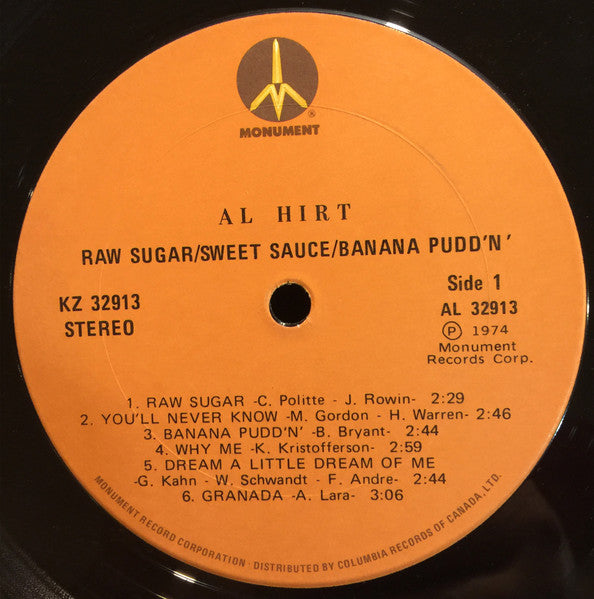 ®
MONUMENT
AL HIRT
RAW SUGAR/SWEET SAUCE/BANANA PUDD'N'
KZ 32913
STEREO
Side 1
AL 32913
Ⓟ 1974
Monument
Records Corp.
1. RAW SUGAR -C. Politte - J. Rowin- 2:29
2. YOU'LL NEVER KNOW -M. Gordon - H. Warren- 2:46
3. BANANA PUDD'N' -B. Bryant- 2:44
4. WHY ME -K. Kristofferson- 2:59
5. DREAM A LITTLE DREAM OF ME
-G. Kahn - W. Schwandt - F. Andre- 2:44
6. GRANADA -A. Lara- 3:06
MONUMENT RECORD CORPORATION - DISTRIBUTED BY COLUMBIA RECORDS OF CANADA, LTD.